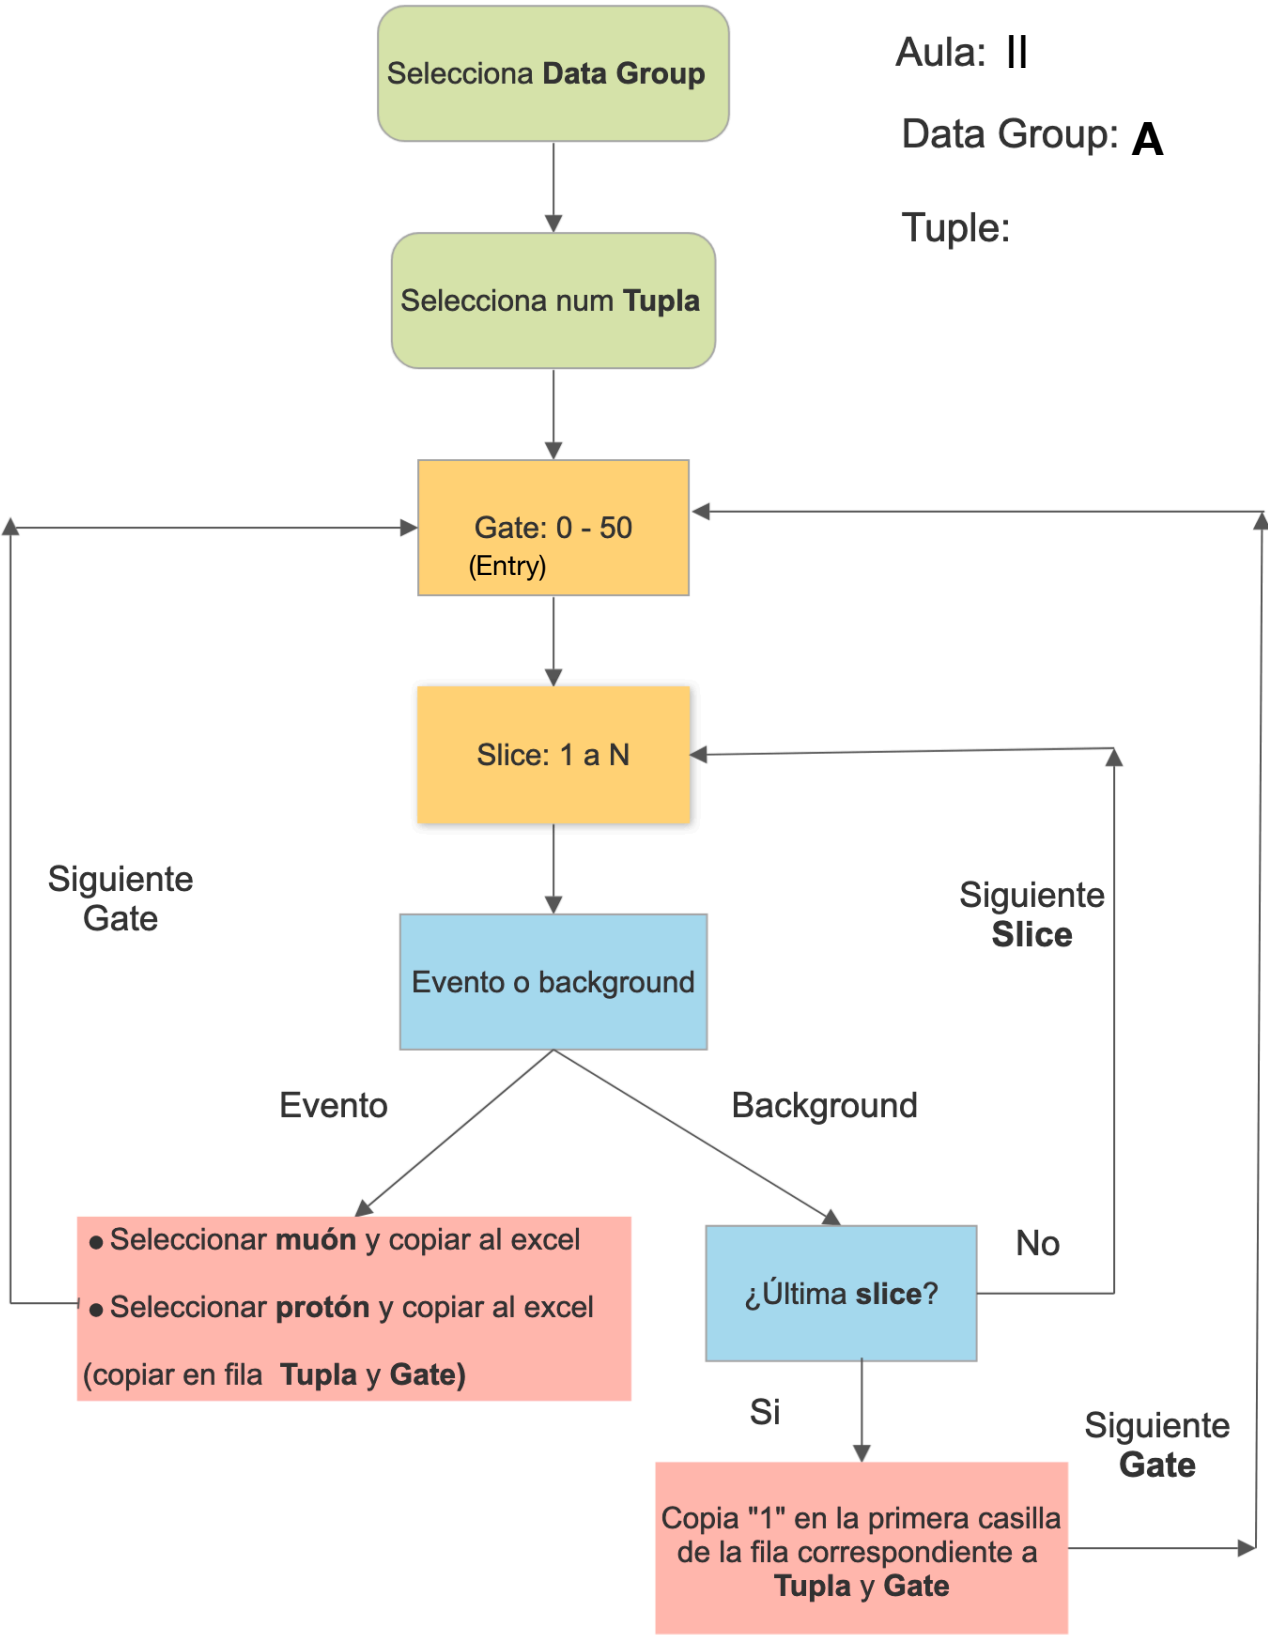 Selecciona Data Group
Aula: II
Data Group: A
Tuple:
Selecciona num Tupla
Gate: 0 - 50
(Entry)
Slice: 1 a N
Siguiente
Gate
Siguiente
Slice
Evento o background
Evento
Background
● Seleccionar muón y copiar al excel
● Seleccionar protón y copiar al excel
(copiar en fila Tupla y Gate)
¿Última slice?
No
Si
Siguiente
Gate
Copia "1" en la primera casilla
de la fila correspondiente a
Tupla y Gate